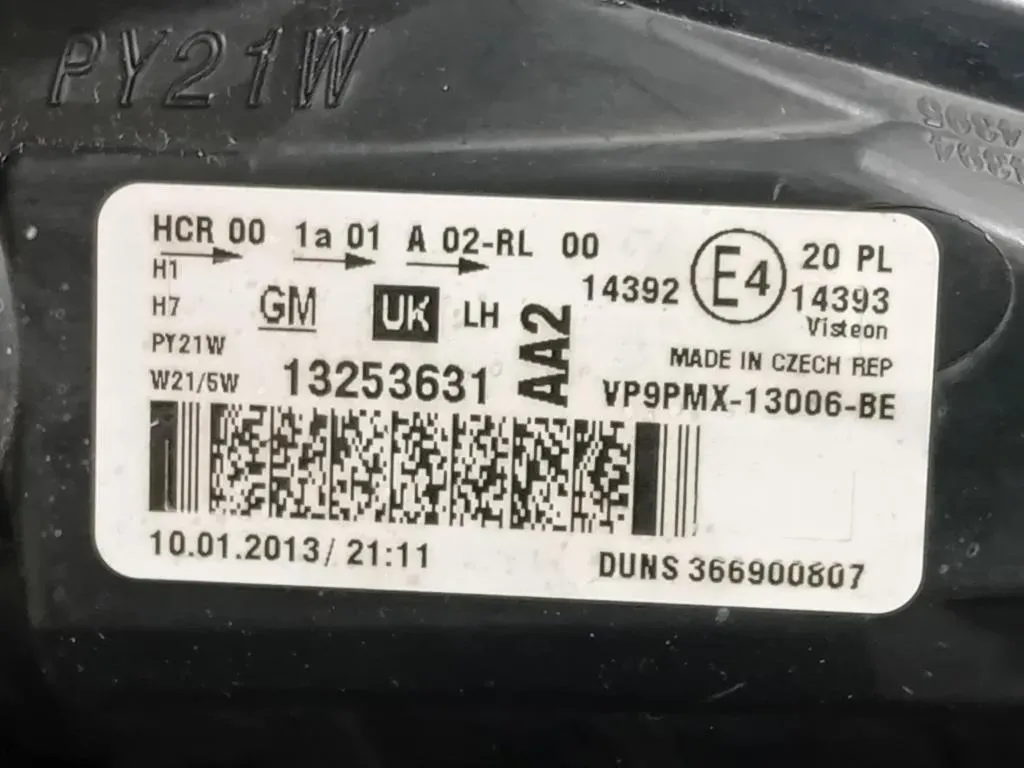 PY21W
HCR 00 1a 01 A 02-RL 00
14392 E4 20 PL
14393
Visteon
H1
H7
PY21W
W21/5W
GM UK LH AA2
13253631
MADE IN CZECH REP
VP9PMX-13006-BE
10.01.2013/ 21:11
DUNS 366900807